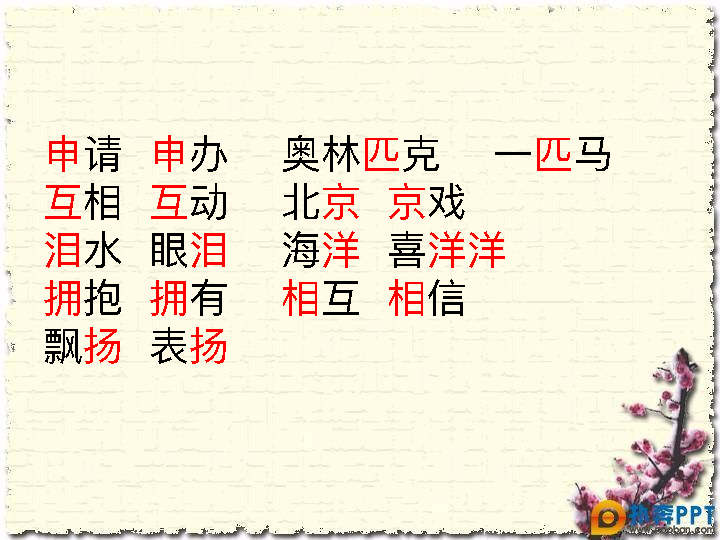 申请 申办 奥林匹克 一匹马
互相 互动 北京 京戏
泪水 眼泪 海洋 喜洋洋
拥抱 拥有 相互 相信
飘扬 表扬
PPT